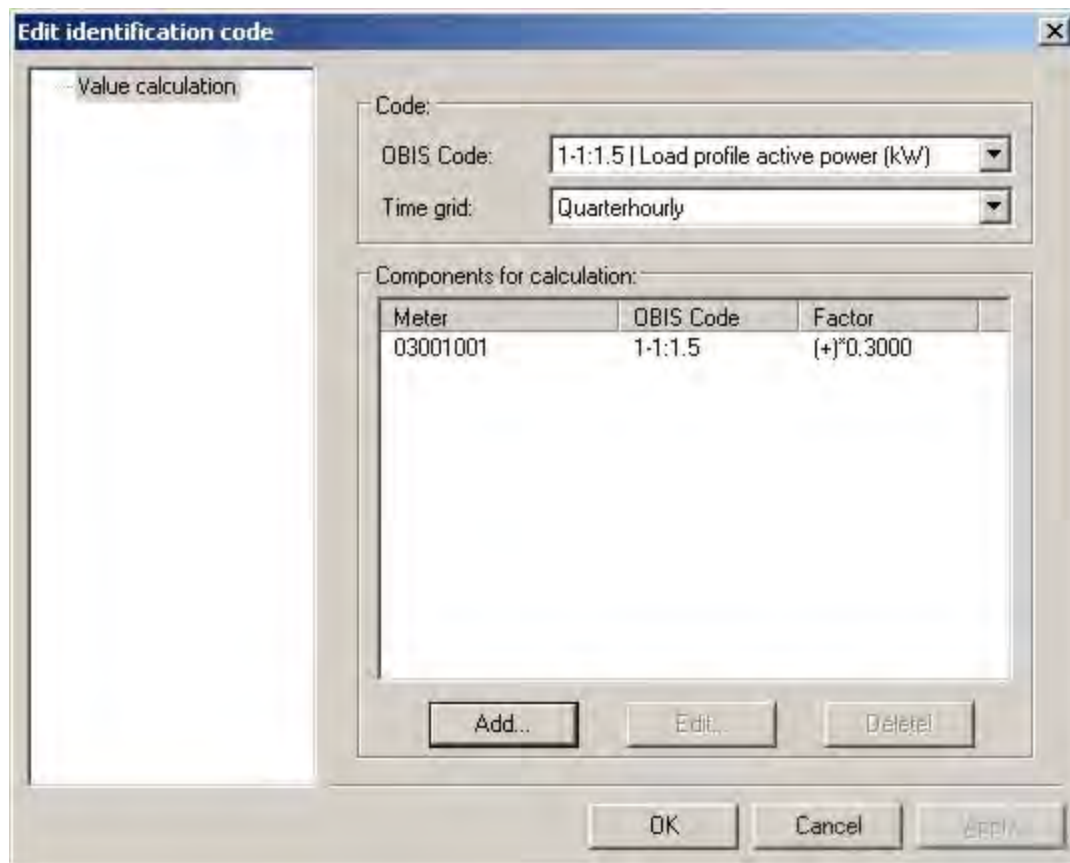 Edit identification code
Value calculation
Code:
OBIS Code: 1-1:1.5 | Load profile active power (kW)
Time grid: Quarterhourly
Components for calculation:
Meter OBIS Code Factor
03001001 1-1:1.5 (+)*0.3000
Add... Edit... Delete!
OK Cancel Apply